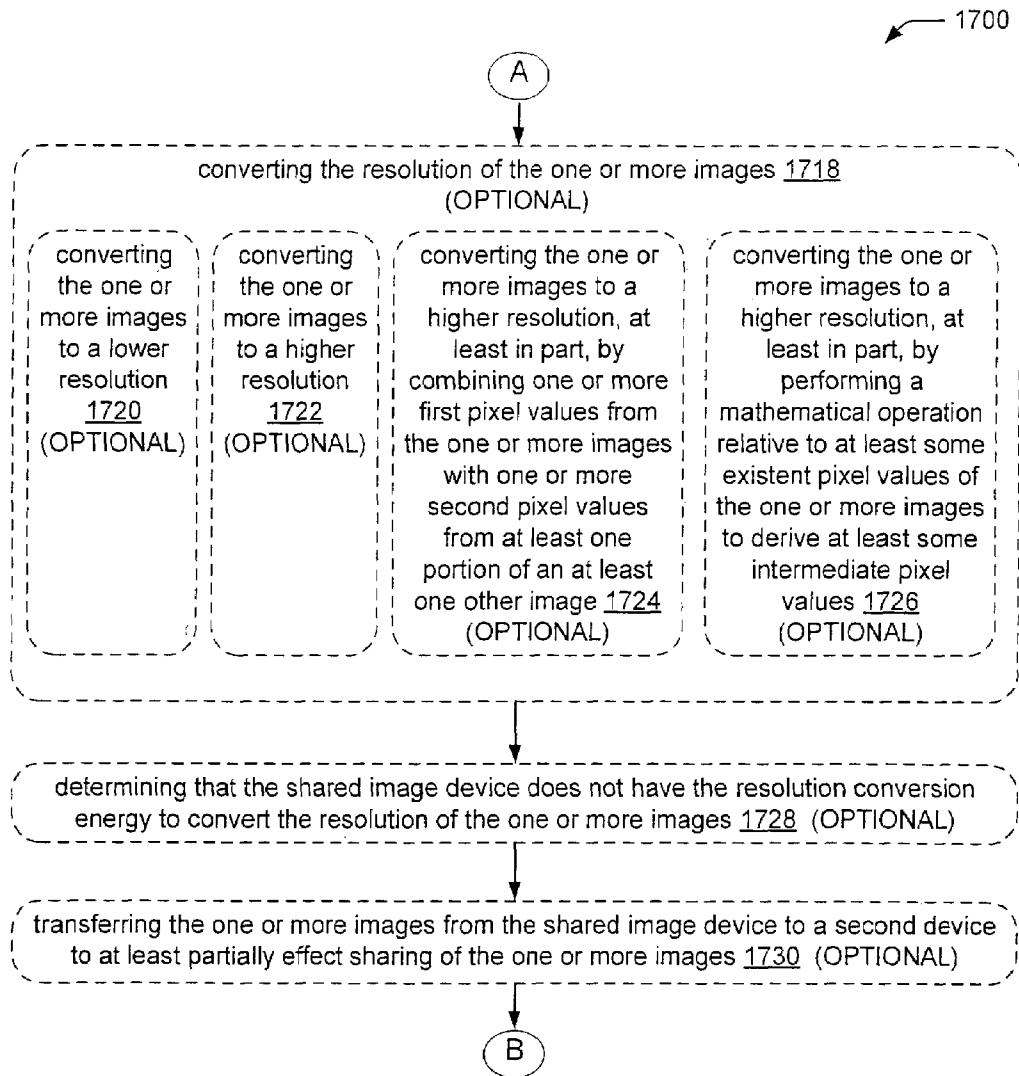 1700
A
converting the resolution of the one or more images 1718
(OPTIONAL)
converting
the one or
more images
to a lower
resolution
1720
(OPTIONAL)
converting
the one or
more images
to a higher
resolution
1722
(OPTIONAL)
converting the one or
more images to a
higher resolution, at
least in part, by
combining one or more
first pixel values from
the one or more images
with one or more
second pixel values
from at least one
portion of an at least
one other image 1724
(OPTIONAL)
converting the one or
more images to a
higher resolution, at
least in part, by
performing a
mathematical operation
relative to at least some
existent pixel values of
the one or more images
to derive at least some
intermediate pixel
values 1726
(OPTIONAL)
determining that the shared image device does not have the resolution conversion
energy to convert the resolution of the one or more images 1728 (OPTIONAL)
transferring the one or more images from the shared image device to a second device
to at least partially effect sharing of the one or more images 1730 (OPTIONAL)
B